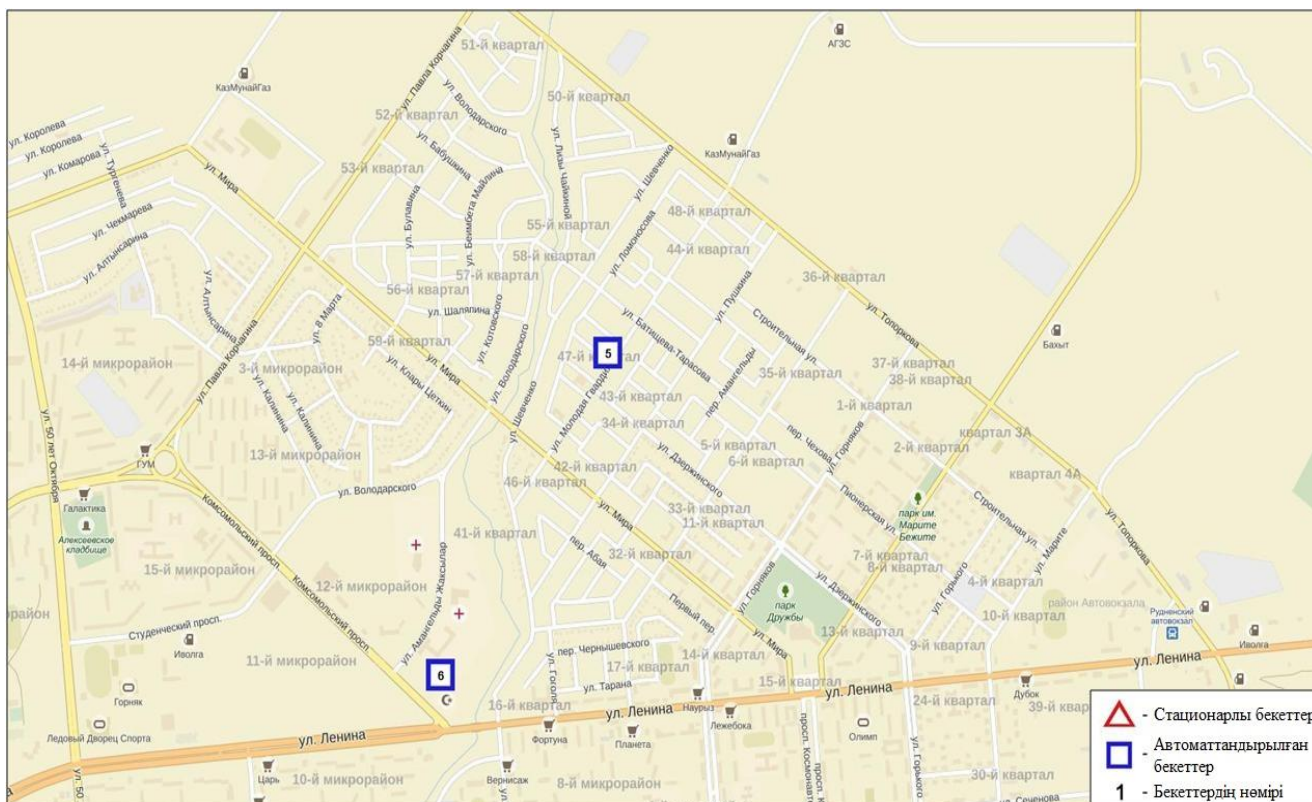 51-й квартал
АГЗС
КазМунайГаз
ул. Павла Корчагина
ул. Володарского
50-й квартал
52-й квартал
ул. Королева
ул. Королева
ул. Комарова
ул. Тургенева
ул. Бабушкина
ул. Лизы Чайкиной
КазМунайГаз
53-й квартал
ул. Мира
ул. Булавина
ул. Беимбета Майлина
ул. Шевченко
ул. Чекмарева
ул. Алтынсарина
48-й квартал
55-й квартал
ул. Ломоносова
44-й квартал
58-й квартал
57-й квартал
36-й квартал
ул. Алтынсарина
ул. 8 Марта
56-й квартал
ул. Шаляпина
ул. Котовского
ул. Пушкина
ул. Топоркова
ул. Батищева-Тарасова
Строительная ул.
Бахыт
59-й квартал
ул. Павла Корчагина
14-й микрорайон
3-й микрорайон
ул. Мира
ул. Володарского
5
47-й квартал
37-й квартал
35-й квартал
38-й квартал
ул. Клары Цеткин
ул. Калинина
ул. Калинина
ул. Шевченко
ул. Молодая Гвардии
43-й квартал
пер. Амангельды
1-й квартал
34-й квартал
ул. 50 лет Октября
ГУМ
13-й микрорайон
ул. Дзержинского
5-й квартал
6-й квартал
пер. Чехова
ул. Горняков
2-й квартал
квартал 3А
42-й квартал
46-й квартал
квартал 4А
ул. Володарского
Галактика
Алексеевское
кладбище
Комсомольский просп.
41-й квартал
ул. Мира
33-й квартал
11-й квартал
Пионерская ул.
парк им.
Марите
Бежите
Строительная ул.
ул. Топоркова
ул. Марите
15-й микрорайон
12-й микрорайон
Комсомольский просп.
ул. Амангельды Жаксылар
пер. Абая
32-й квартал
7-й квартал
8-й квартал
ул. Горького
4-й квартал
ул. Горняков
парк
Дружбы
ул. Дзержинского
10-й квартал
район Автовокзала
Рудненский
автовокзал
Студенческий просп.
Иволга
Первый пер.
ул. Мира
13-й квартал
9-й квартал
Иволга
11-й микрорайон
пер. Чернышевского
14-й квартал
17-й квартал
ул. Гоголя
ул. Тарана
15-й квартал
ул. Ленина
6
Горняк
16-й квартал
Наурыз
ул. Ленина
24-й квартал
Дубок
Ледовый Дворец Спорта
ул. Ленина
ул. Ленина
Фортуна
Планета
Лежебока
Олимп
ул. Горького
Царь
10-й микрорайон
Вернисаж
8-й микрорайон
30-й квартал
ул. 50
- Стационарлы бекеттер
- Автоматтандырылған
бекеттер
1 - Бекеттердің нөмірі